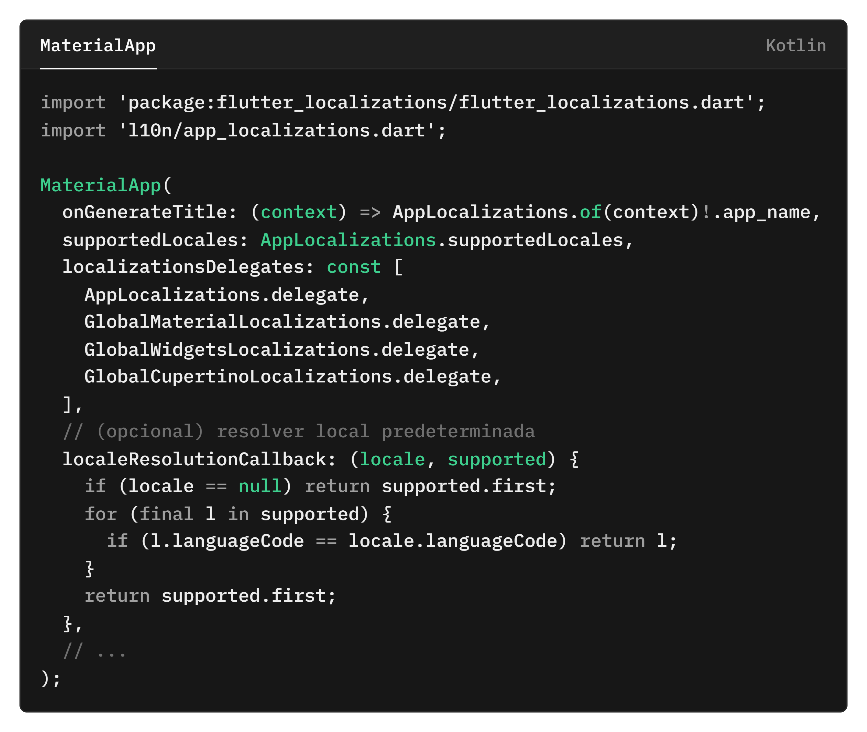 MaterialApp
Kotlin
import 'package:flutter_localizations/flutter_localizations.dart';
import 'l10n/app_localizations.dart';

MaterialApp(
  onGenerateTitle: (context) => AppLocalizations.of(context)!.app_name,
  supportedLocales: AppLocalizations.supportedLocales,
  localizationsDelegates: const [
    AppLocalizations.delegate,
    GlobalMaterialLocalizations.delegate,
    GlobalWidgetsLocalizations.delegate,
    GlobalCupertinoLocalizations.delegate,
  ],
  // (opcional) resolver local predeterminada
  localeResolutionCallback: (locale, supported) {
    if (locale == null) return supported.first;
    for (final l in supported) {
      if (l.languageCode == locale.languageCode) return l;
    }
    return supported.first;
  },
  // ...
);